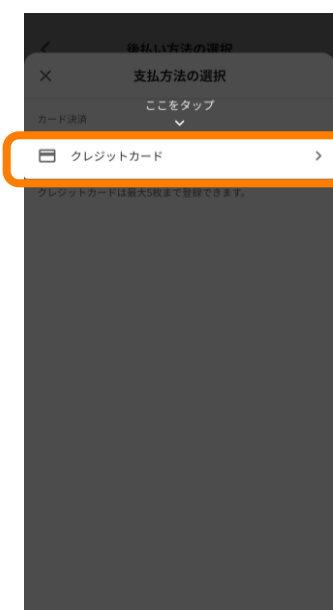 後払い方法の選択
支払方法の選択
ここをタップ
カード決済
クレジットカード
クレジットカードは最大5枚まで登録できます。